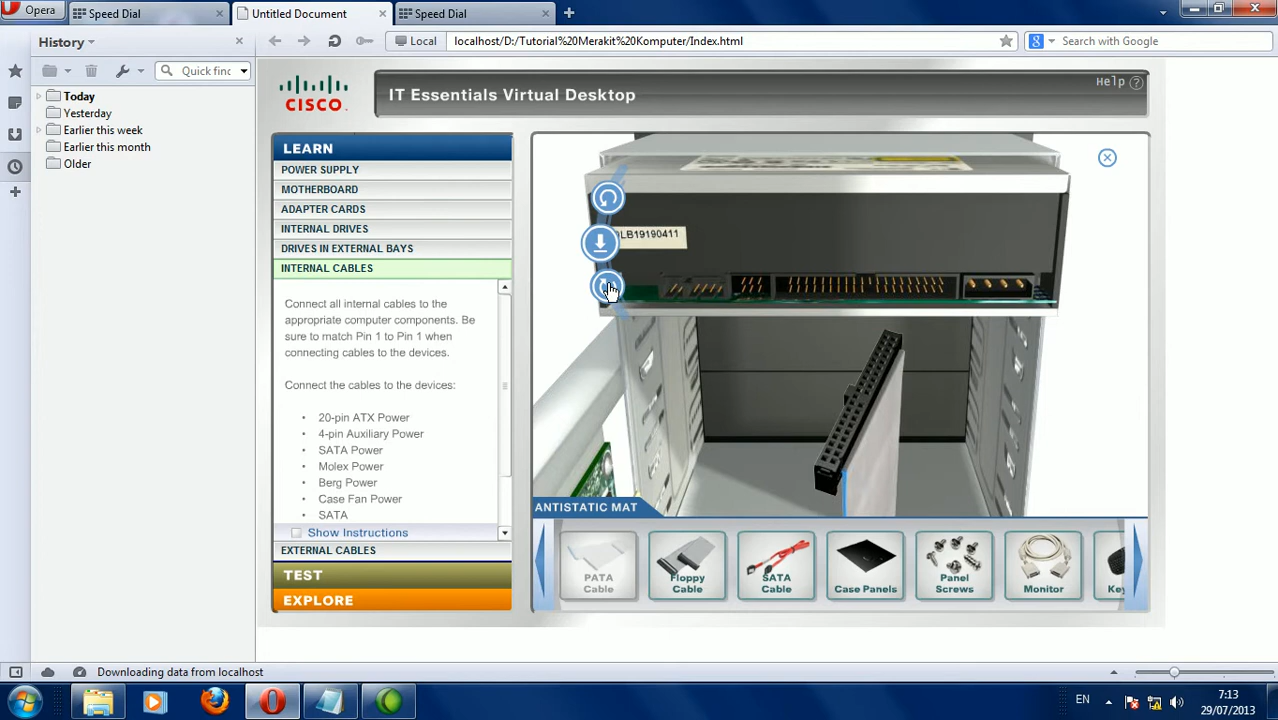 Opera
Speed Dial
Untitled Document
Speed Dial
History
Local
localhost/D:/Tutorial%20Merakit%20Komputer/Index.html
Search with Google
Quick finc
Today
Yesterday
Earlier this week
Earlier this month
Older
CISCO
IT Essentials Virtual Desktop
Help ?
LEARN
POWER SUPPLY
MOTHERBOARD
ADAPTER CARDS
INTERNAL DRIVES
DRIVES IN EXTERNAL BAYS
INTERNAL CABLES
Connect all internal cables to the
appropriate computer components. Be
sure to match Pin 1 to Pin 1 when
connecting cables to the devices.
Connect the cables to the devices:
• 20-pin ATX Power
• 4-pin Auxiliary Power
• SATA Power
• Molex Power
• Berg Power
• Case Fan Power
• SATA
Show Instructions
EXTERNAL CABLES
TEST
EXPLORE
LB19190411
ANTISTATIC MAT
PATA
Cable
Floppy
Cable
SATA
Cable
Case Panels
Panel
Screws
Monitor
Key
Downloading data from localhost
EN
7:13
29/07/2013